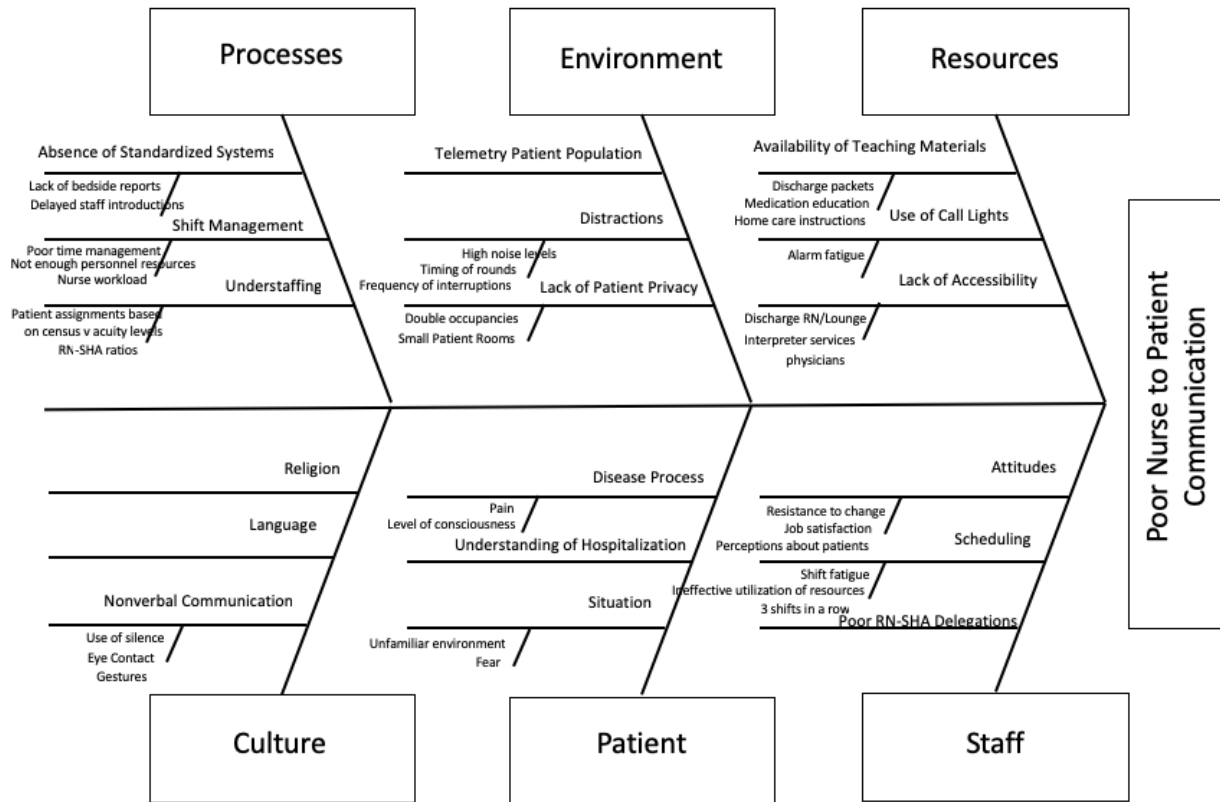 Processes
Environment
Resources
Absence of Standardized Systems
Lack of bedside reports
Delayed staff introductions
Shift Management
Poor time management
Not enough personnel resources
Nurse workload
Understaffing
Patient assignments based
on census v acuity levels
RN-SHA ratios
Telemetry Patient Population
Distractions
High noise levels
Timing of rounds
Frequency of interruptions
Lack of Patient Privacy
Double occupancies
Small Patient Rooms
Availability of Teaching Materials
Discharge packets
Medication education
Home care instructions
Use of Call Lights
Alarm fatigue
Lack of Accessibility
Discharge RN/Lounge
Interpreter services
physicians
Poor Nurse to Patient
Communication
Religion
Language
Nonverbal Communication
Use of silence
Eye Contact
Gestures
Disease Process
Pain
Level of consciousness
Understanding of Hospitalization
Situation
Unfamiliar environment
Fear
Attitudes
Resistance to change
Job satisfaction
Perceptions about patients
Scheduling
Shift fatigue
Ineffective utilization of resources
3 shifts in a row
Poor RN-SHA Delegations
Culture
Patient
Staff